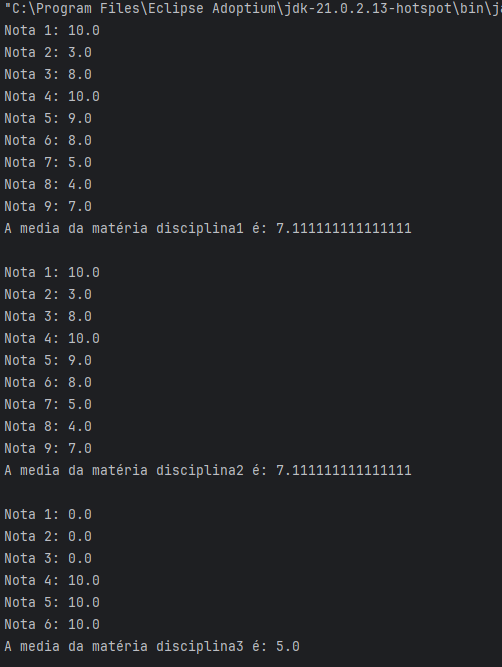 "C:\Program Files\Eclipse Adoptium\jdk-21.0.2.13-hotspot\bin\j
Nota 1: 10.0
Nota 2: 3.0
Nota 3: 8.0
Nota 4: 10.0
Nota 5: 9.0
Nota 6: 8.0
Nota 7: 5.0
Nota 8: 4.0
Nota 9: 7.0
A media da matéria disciplina1 é: 7.111111111111111
Nota 1: 10.0
Nota 2: 3.0
Nota 3: 8.0
Nota 4: 10.0
Nota 5: 9.0
Nota 6: 8.0
Nota 7: 5.0
Nota 8: 4.0
Nota 9: 7.0
A media da matéria disciplina2 é: 7.111111111111111
Nota 1: 0.0
Nota 2: 0.0
Nota 3: 0.0
Nota 4: 10.0
Nota 5: 10.0
Nota 6: 10.0
A media da matéria disciplina3 é: 5.0